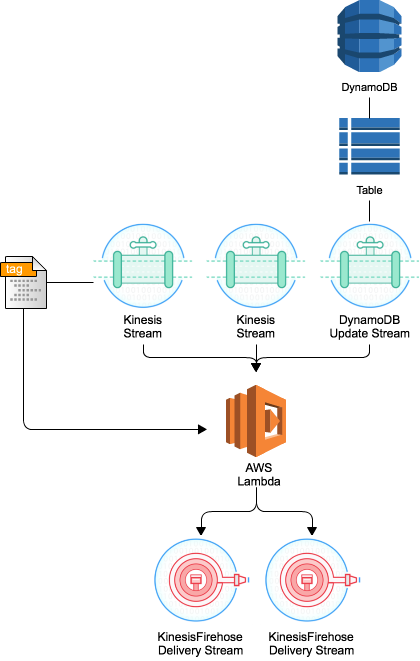 DynamoDB
Table
tag
Kinesis
Stream
Kinesis
Stream
DynamoDB
Update Stream
AWS
Lambda
KinesisFirehose
Delivery Stream
KinesisFirehose
Delivery Stream